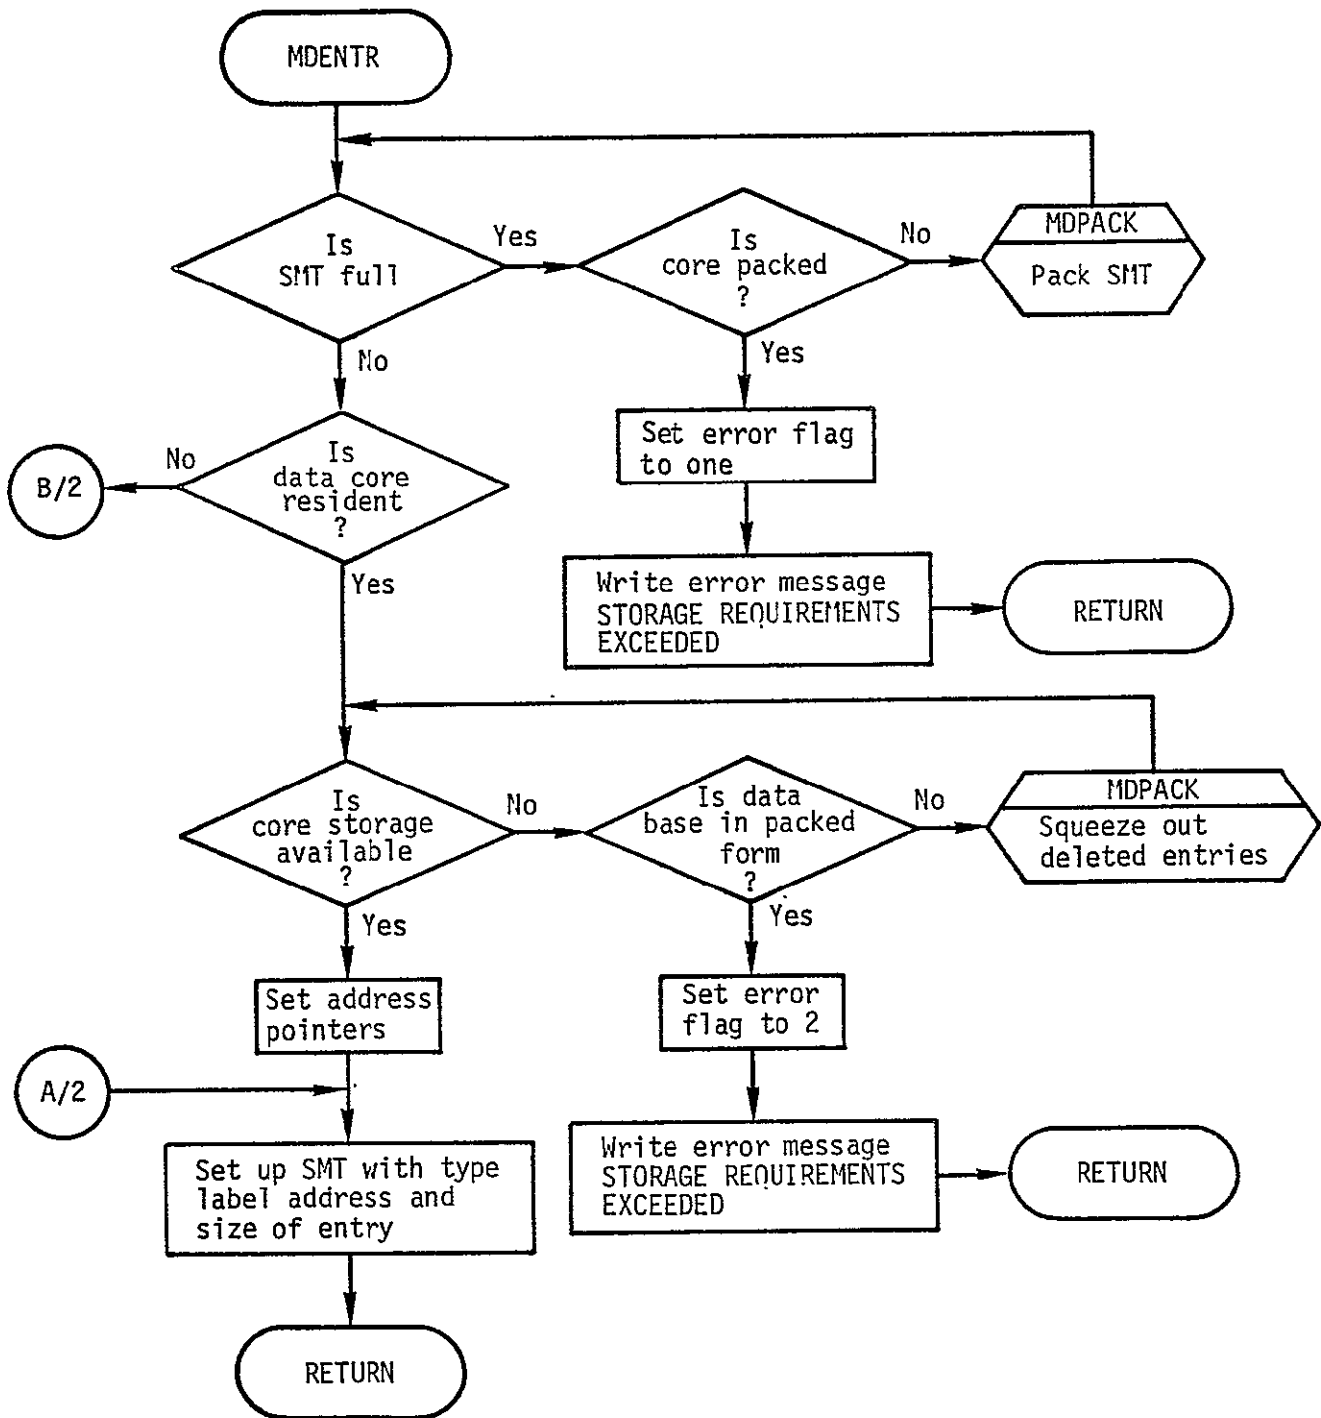 MDENTR
Is
SMT full
Yes
Is
core packed
?
No
MDPACK
Pack SMT
No
Yes
Set error flag
to one
B/2
No
Is
data core
resident
?
Yes
Write error message
STORAGE REQUIREMENTS
EXCEEDED
RETURN
Is
core storage
available
?
No
Is data
base in packed
form
?
No
MDPACK
Squeeze out
deleted entries
Yes
Yes
Set address
pointers
Set error
flag to 2
A/2
Set up SMT with type
label address and
size of entry
Write error message
STORAGE REQUIREMENTS
EXCEEDED
RETURN
RETURN